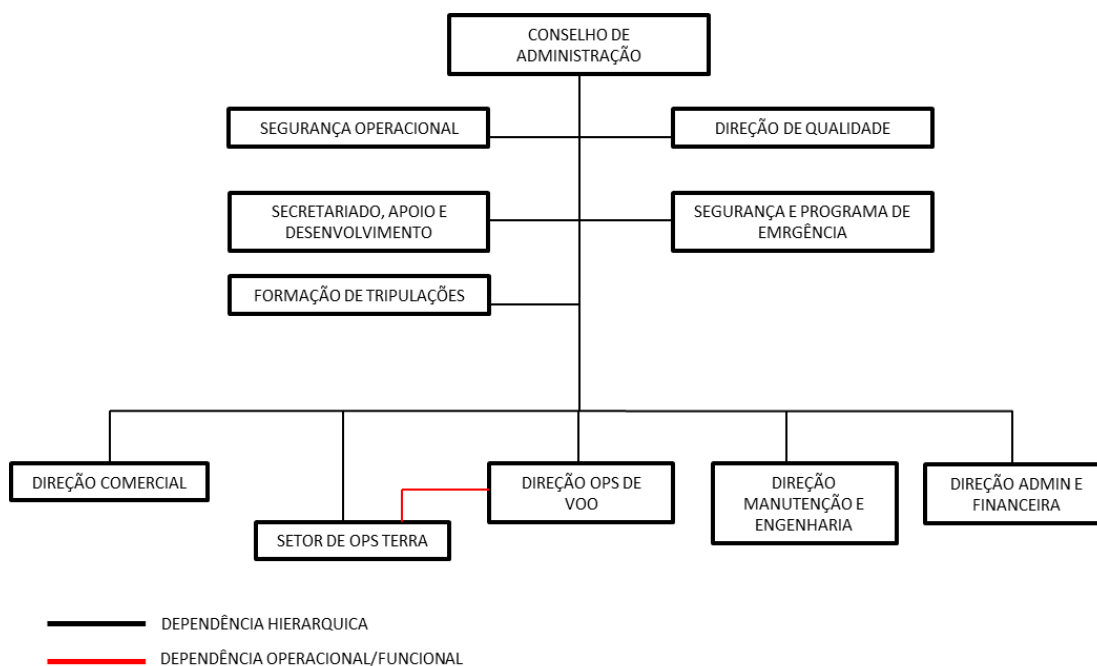 CONSELHO DE
ADMINISTRAÇÃO
SEGURANÇA OPERACIONAL
DIREÇÃO DE QUALIDADE
SECRETARIADO, APOIO E
DESENVOLVIMENTO
SEGURANÇA E PROGRAMA DE
EMRGÊNCIA
FORMAÇÃO DE TRIPULAÇÕES
DIREÇÃO COMERCIAL
SETOR DE OPS TERRA
DIREÇÃO OPS DE
VOO
DIREÇÃO
MANUTENÇÃO E
ENGENHARIA
DIREÇÃO ADMIN E
FINANCEIRA
DEPENDÊNCIA HIERARQUICA
DEPENDÊNCIA OPERACIONAL/FUNCIONAL